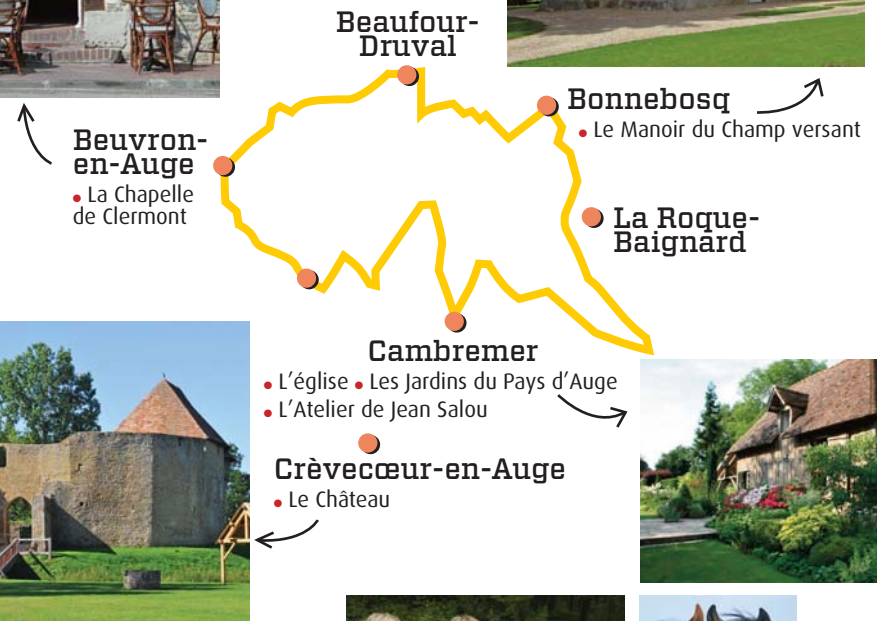 Beaufour-
Druval
Bonnebosq
• Le Manoir du Champ versant
Beuvron-
en-Auge
• La Chapelle
de Clermont
La Roque-
Baignard
Cambremer
• L'église • Les Jardins du Pays d'Auge
• L'Atelier de Jean Salou
Crèvecœur-en-Auge
• Le Château